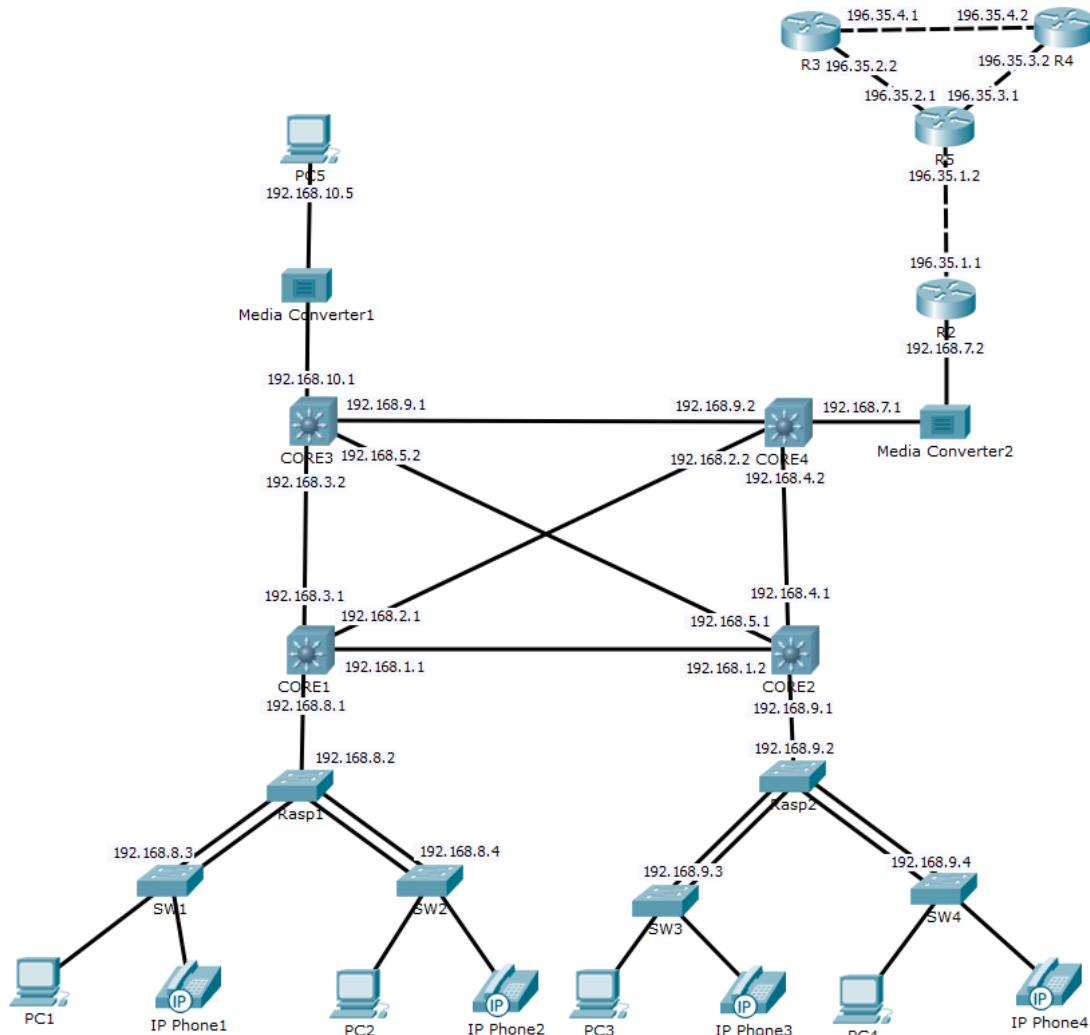 196.35.4.1
196.35.4.2
R3
196.35.2.2
196.35.3.2
R4
196.35.2.1
196.35.3.1
R5
196.35.1.2
PC5
192.168.10.5
196.35.1.1
Media Converter1
R2
192.168.7.2
192.168.10.1
192.168.9.1
192.168.9.2
192.168.7.1
CORE3
192.168.5.2
192.168.2.2
CORE4
Media Converter2
192.168.3.2
192.168.4.2
192.168.3.1
192.168.2.1
192.168.4.1
192.168.5.1
192.168.1.1
192.168.1.2
CORE1
CORE2
192.168.8.1
192.168.9.1
192.168.8.2
192.168.9.2
Rasp1
Rasp2
192.168.8.3
192.168.8.4
192.168.9.3
192.168.9.4
SW1
SW2
SW3
SW4
IP
IP
IP
IP
PC1
IP Phone1
PC2
IP Phone2
PC3
IP Phone3
PC4
IP Phone4